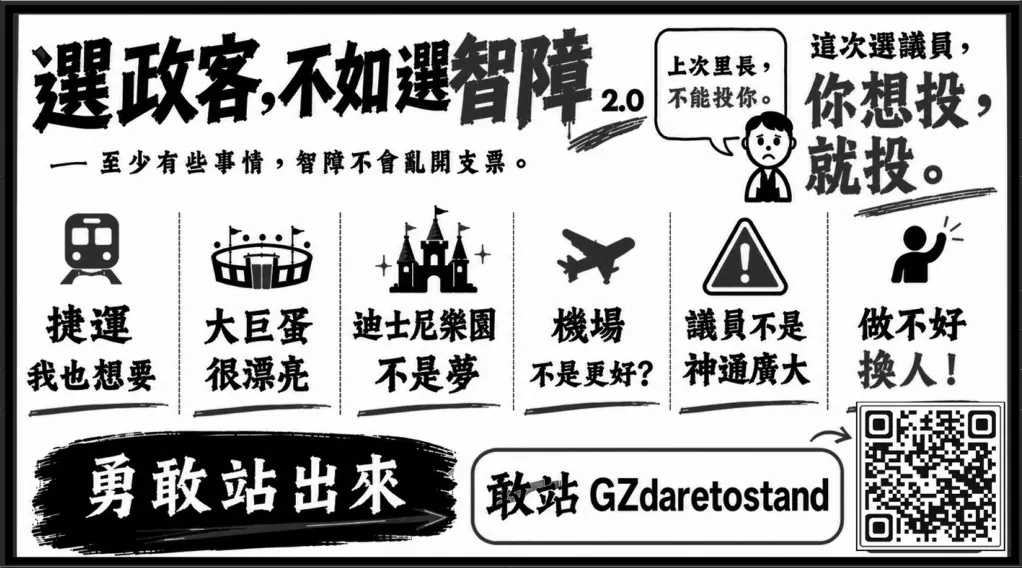 選政客，不如選智障 2.0
— 至少有些事情，智障不會亂開支票。
上次里長，
不能投你。
這次選議員，
你想投，
就投。
捷運
我也想要
大巨蛋
很漂亮
迪士尼樂園
不是夢
機場
不是更好？
議員不是
神通廣大
做不好
換人！
勇敢站出來
敢站 GZdaretostand